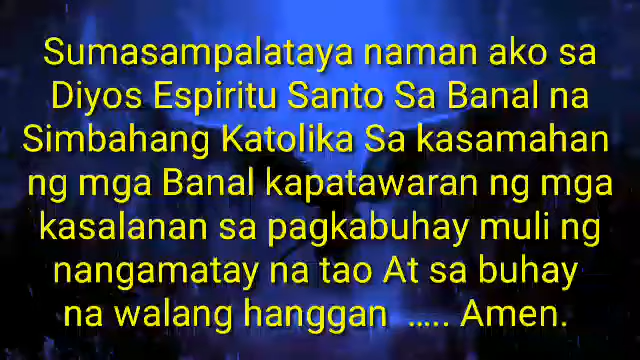 Sumasampalataya naman ako sa
Diyos Espiritu Santo Sa Banal na
Simbahang Katolika Sa kasamahan
ng mga Banal kapatawaran ng mga
kasalanan sa pagkabuhay muli ng
nangamatay na tao At sa buhay
na walang hanggan ..... Amen.